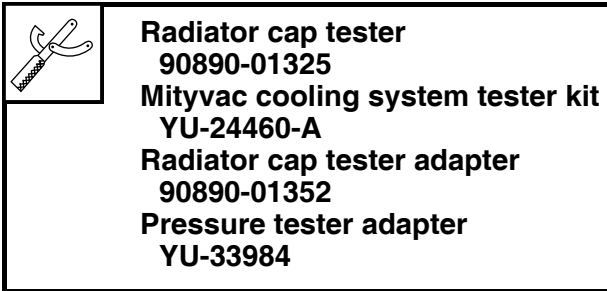 Radiator cap tester
90890-01325
Mityvac cooling system tester kit
YU-24460-A
Radiator cap tester adapter
90890-01352
Pressure tester adapter
YU-33984